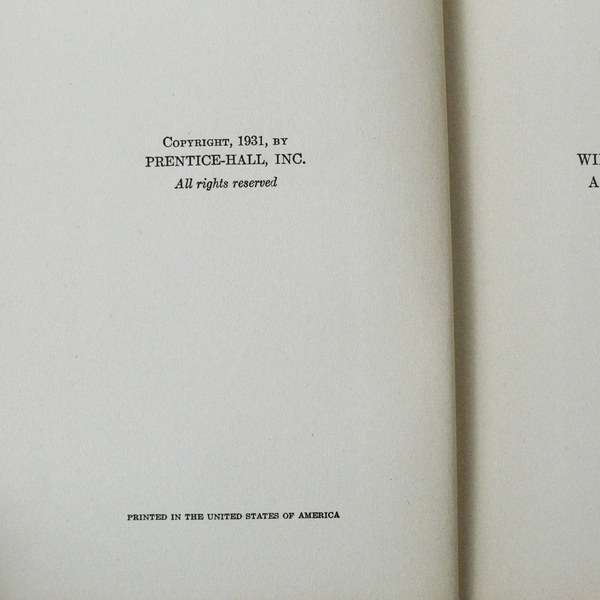 Copyright, 1931, by
PRENTICE-HALL, INC.
All rights reserved
PRINTED IN THE UNITED STATES OF AMERICA